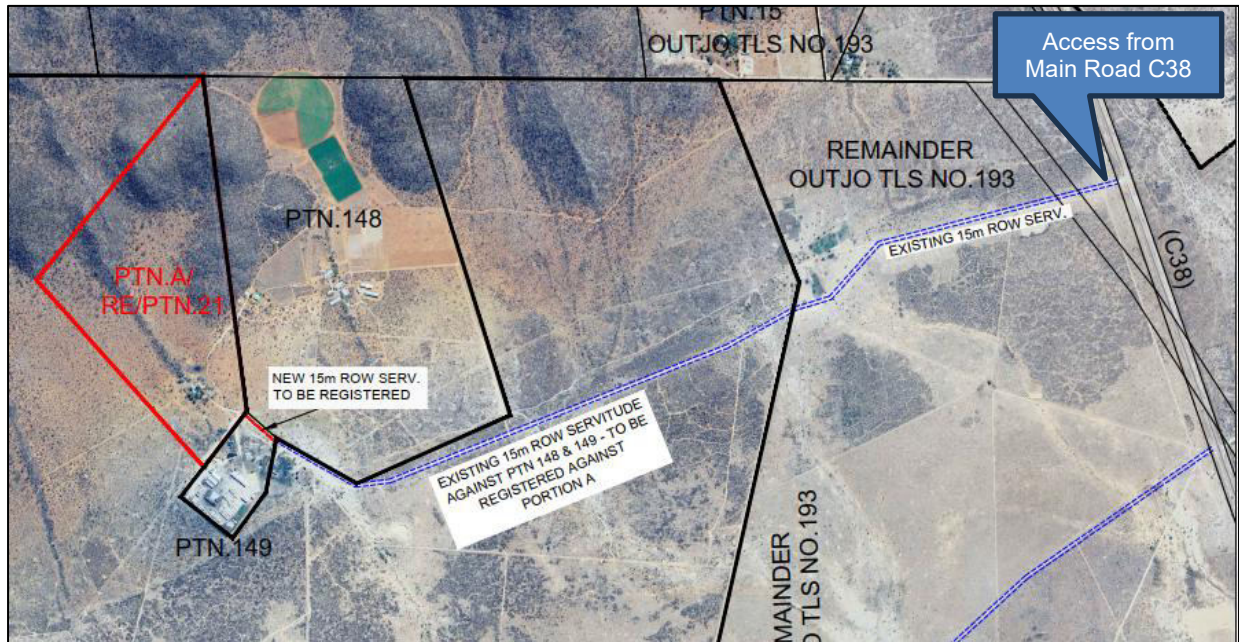 PTN.15
OUTJO TLS NO.193
Access from
Main Road C38
REMAINDER
OUTJO TLS NO.193
PTN.148
EXISTING 15m ROW SERV.
(C38)
PTN.A/
RE/PTN.21
NEW 15m ROW SERV.
TO BE REGISTERED
EXISTING 15m ROW SERVITUDE
AGAINST PTN 148 & 149 - TO BE
REGISTERED AGAINST
PORTION A
PTN.149
MAINDER
O TLS NO.193